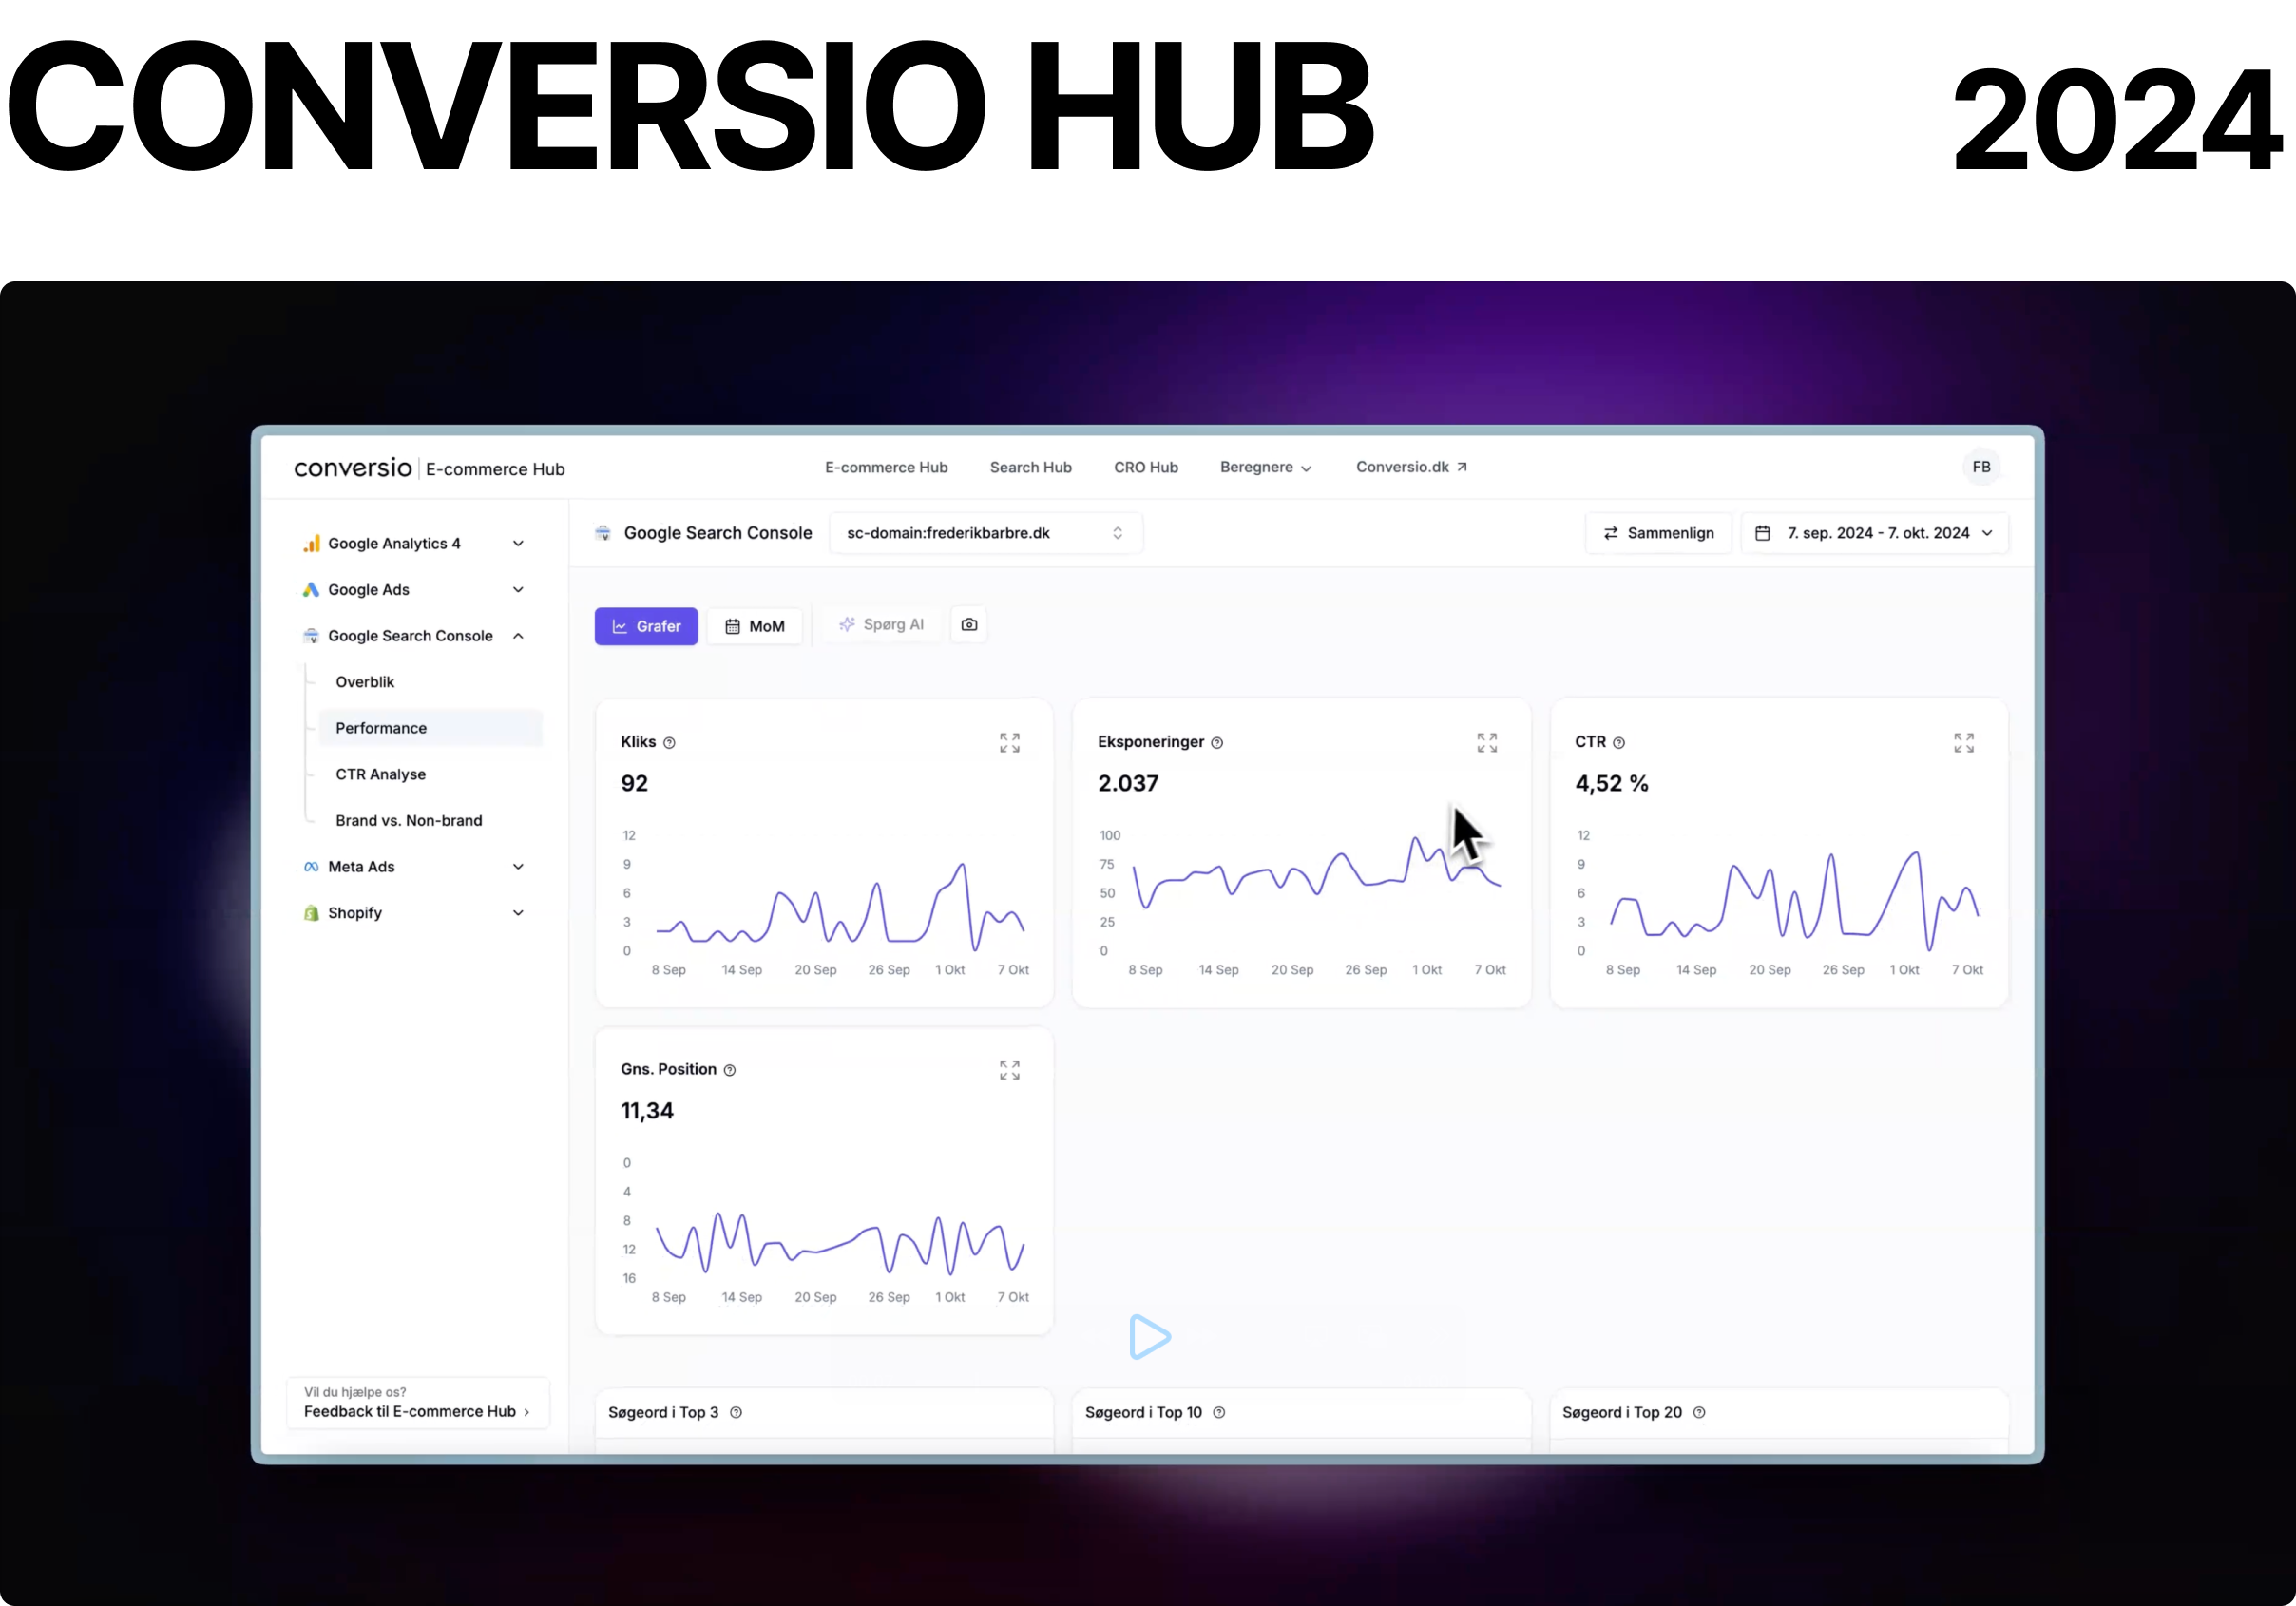 CONVERSIO HUB
2024
conversio | E-commerce Hub
E-commerce Hub
Search Hub
CRO Hub
Beregnere
Conversio.dk
FB
Google Analytics 4
Google Ads
Google Search Console
Overblik
Performance
CTR Analyse
Brand vs. Non-brand
Meta Ads
Shopify
Vil du hjælpe os?
Feedback til E-commerce Hub
Google Search Console
sc-domain:frederikbarbre.dk
Sammenlign
7. sep. 2024 - 7. okt. 2024
Grafer
MoM
Spørg AI
Kliks
92
12
9
6
3
0
8 Sep 14 Sep 20 Sep 26 Sep 1 Okt 7 Okt
Eksponeringer
2.037
100
75
50
25
0
8 Sep 14 Sep 20 Sep 26 Sep 1 Okt 7 Okt
CTR
4,52 %
12
9
6
3
0
8 Sep 14 Sep 20 Sep 26 Sep 1 Okt 7 Okt
Gns. Position
11,34
0
4
8
12
16
8 Sep 14 Sep 20 Sep 26 Sep 1 Okt 7 Okt
Søgeord i Top 3
Søgeord i Top 10
Søgeord i Top 20